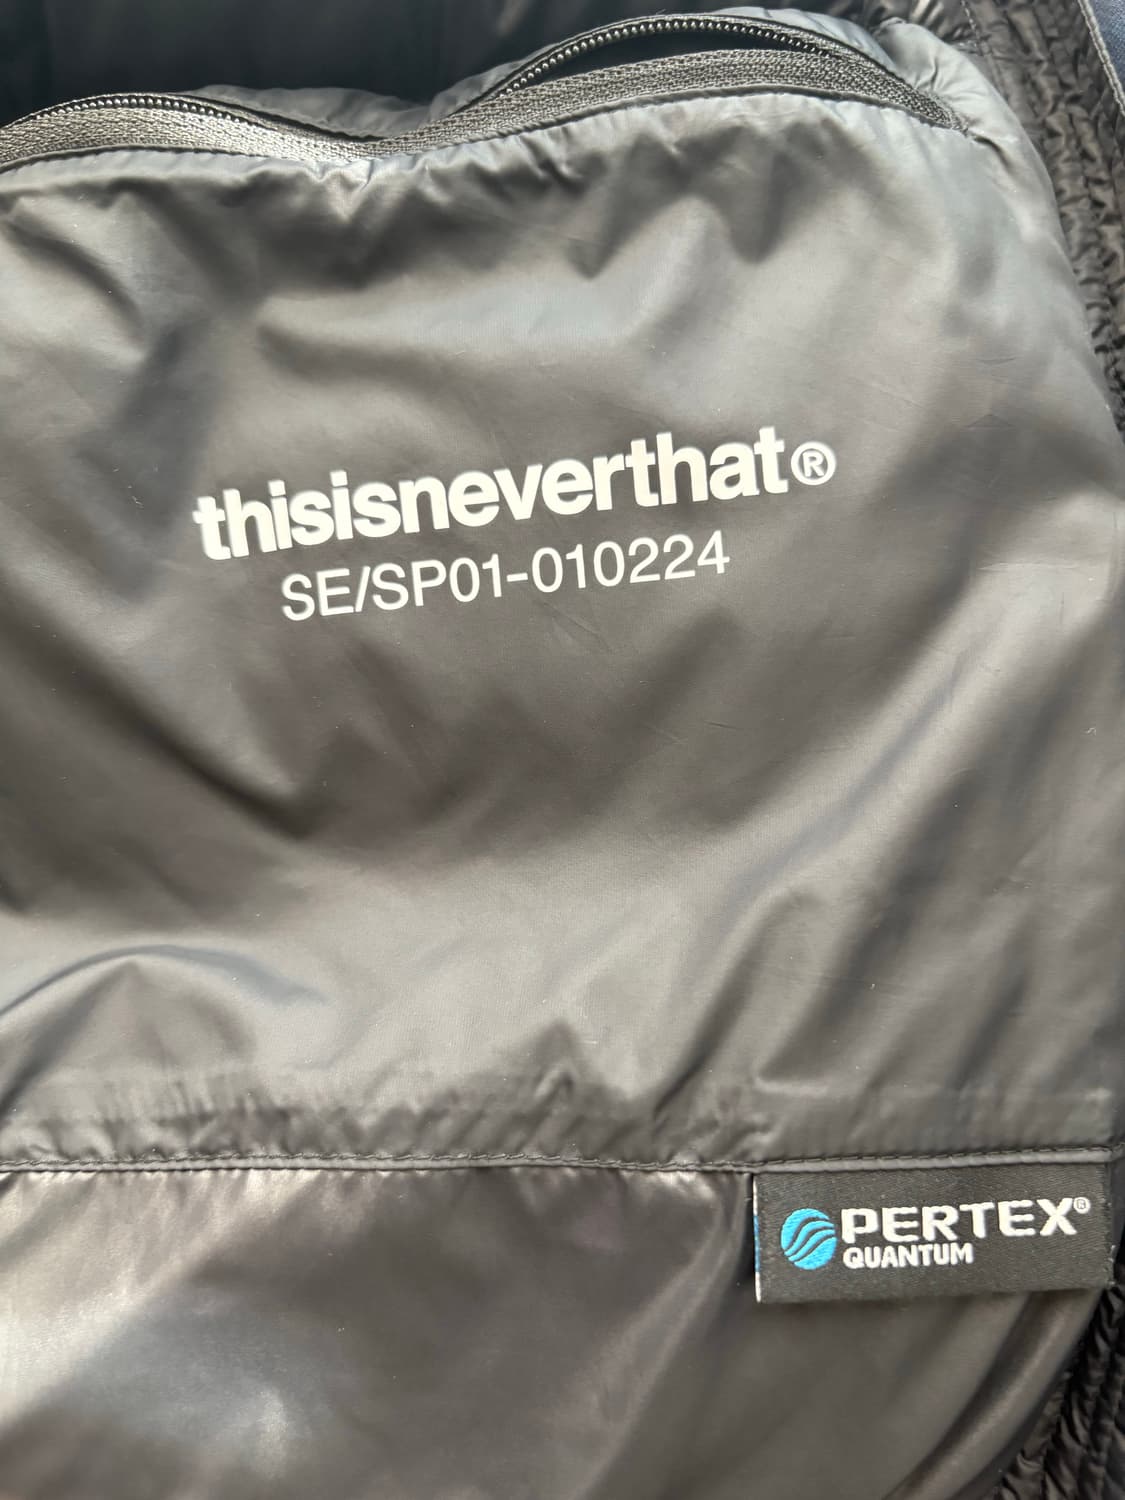 thisisneverthat®
SE/SP01-010224
PERTEX®
QUANTUM